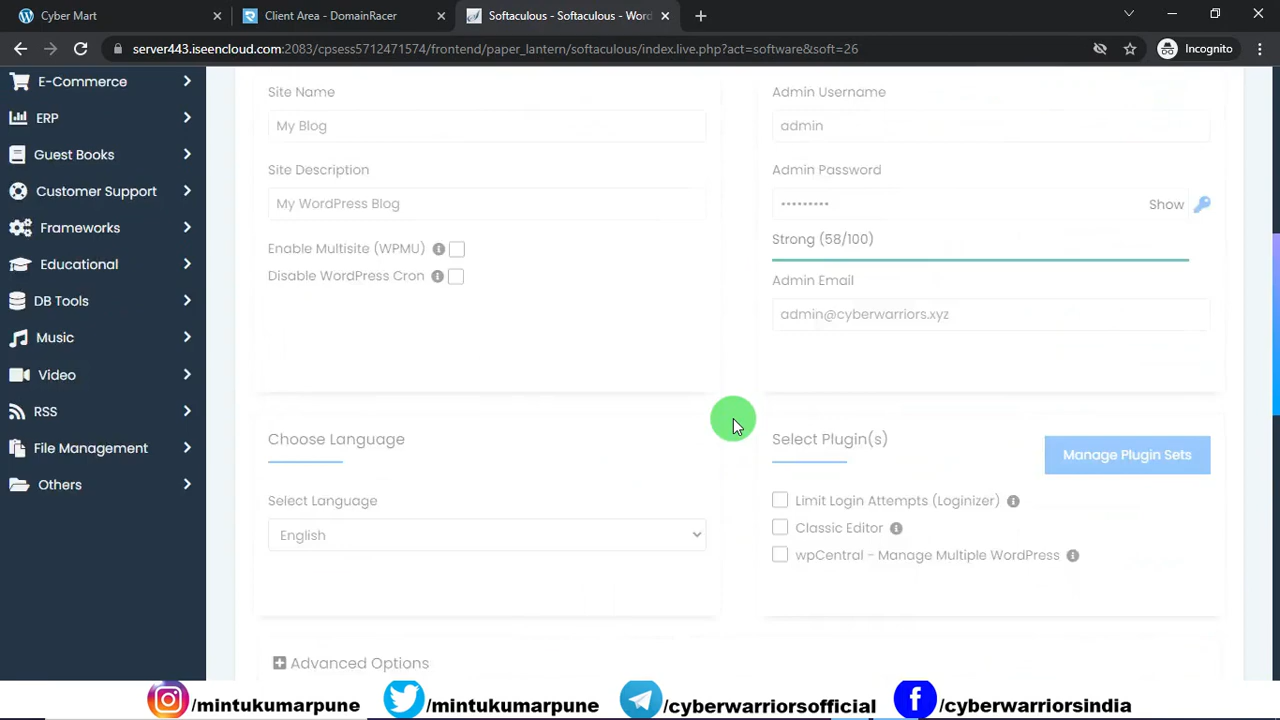 Cyber Mart
Client Area - DomainRacer
Softaculous - Softaculous - Word
server443.iseencloud.com:2083/cpsess5712471574/frontend/paper_lantern/softaculous/index.live.php?act=software&soft=26
Incognito
E-Commerce
ERP
Guest Books
Customer Support
Frameworks
Educational
DB Tools
Music
Video
RSS
File Management
Others
Site Name
My Blog
Site Description
My WordPress Blog
Enable Multisite (WPMU)
Disable WordPress Cron
Admin Username
admin
Admin Password
•••••••••
Show
Strong (58/100)
Admin Email
admin@cyberwarriors.xyz
Choose Language
Select Language
English
Select Plugin(s)
Manage Plugin Sets
Limit Login Attempts (Loginizer)
Classic Editor
wpCentral - Manage Multiple WordPress
Advanced Options
/mintukumarpune
/mintukumarpune
/cyberwarriorsofficial
/cyberwarriorsindia